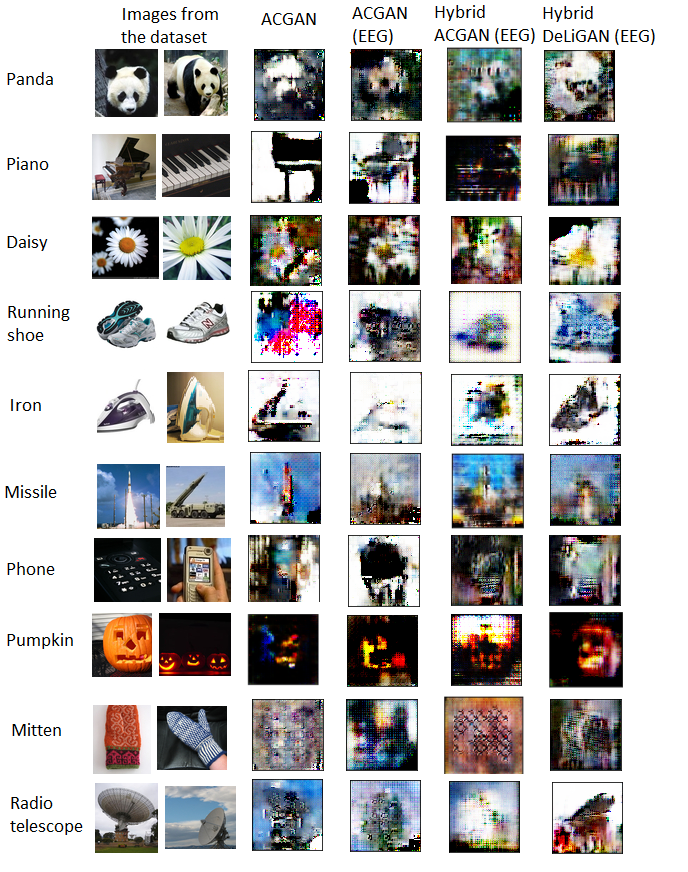 Images from
the dataset
ACGAN
ACGAN
(EEG)
Hybrid
ACGAN (EEG)
Hybrid
DeLiGAN (EEG)
Panda
Piano
Daisy
Running
shoe
Iron
Missile
Phone
Pumpkin
Mitten
Radio
telescope